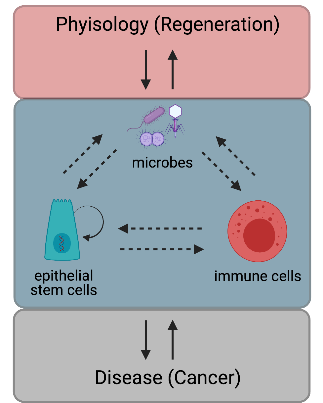 Phyisology (Regeneration)
microbes
epithelial
stem cells
immune cells
Disease (Cancer)